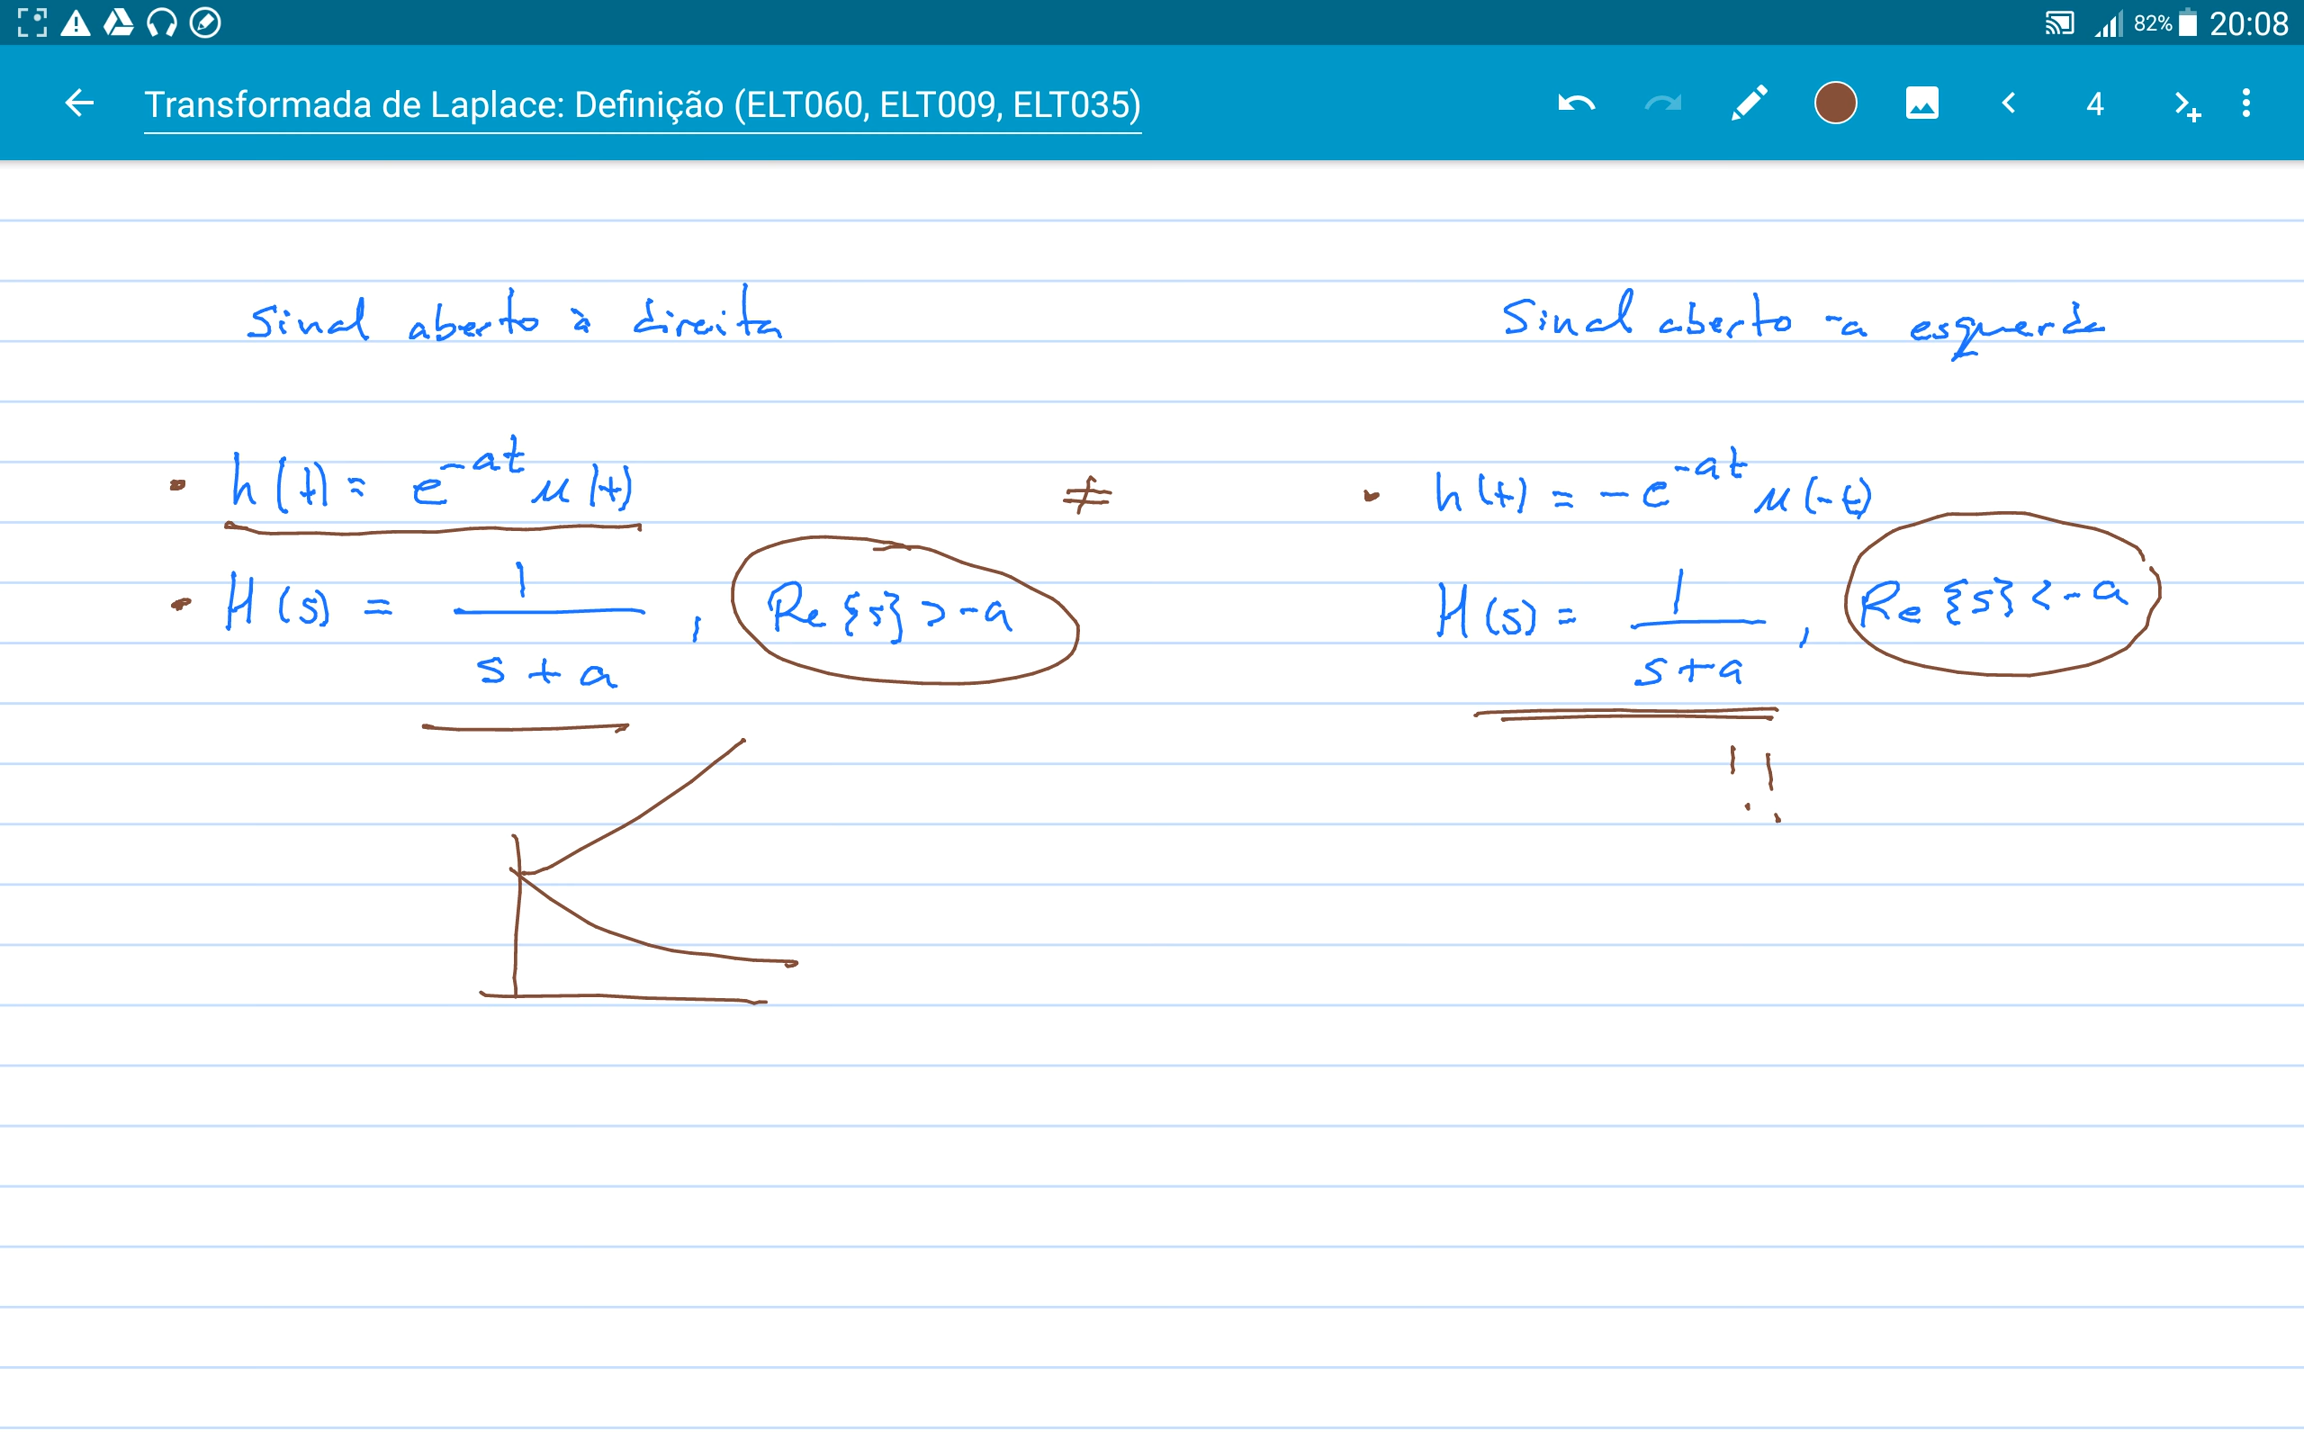 82% 20:08
Transformada de Laplace: Definição (ELT060, ELT009, ELT035) 4
Sinal aberto à direita
Sinal aberto a esquerda
• h(t) = e^-at u(t) ≠ • h(t) = -e^-at u(-t)
• H(s) = 1/(s+a), Re{s} > -a
H(s) = 1/(s+a), Re{s} < -a
!!